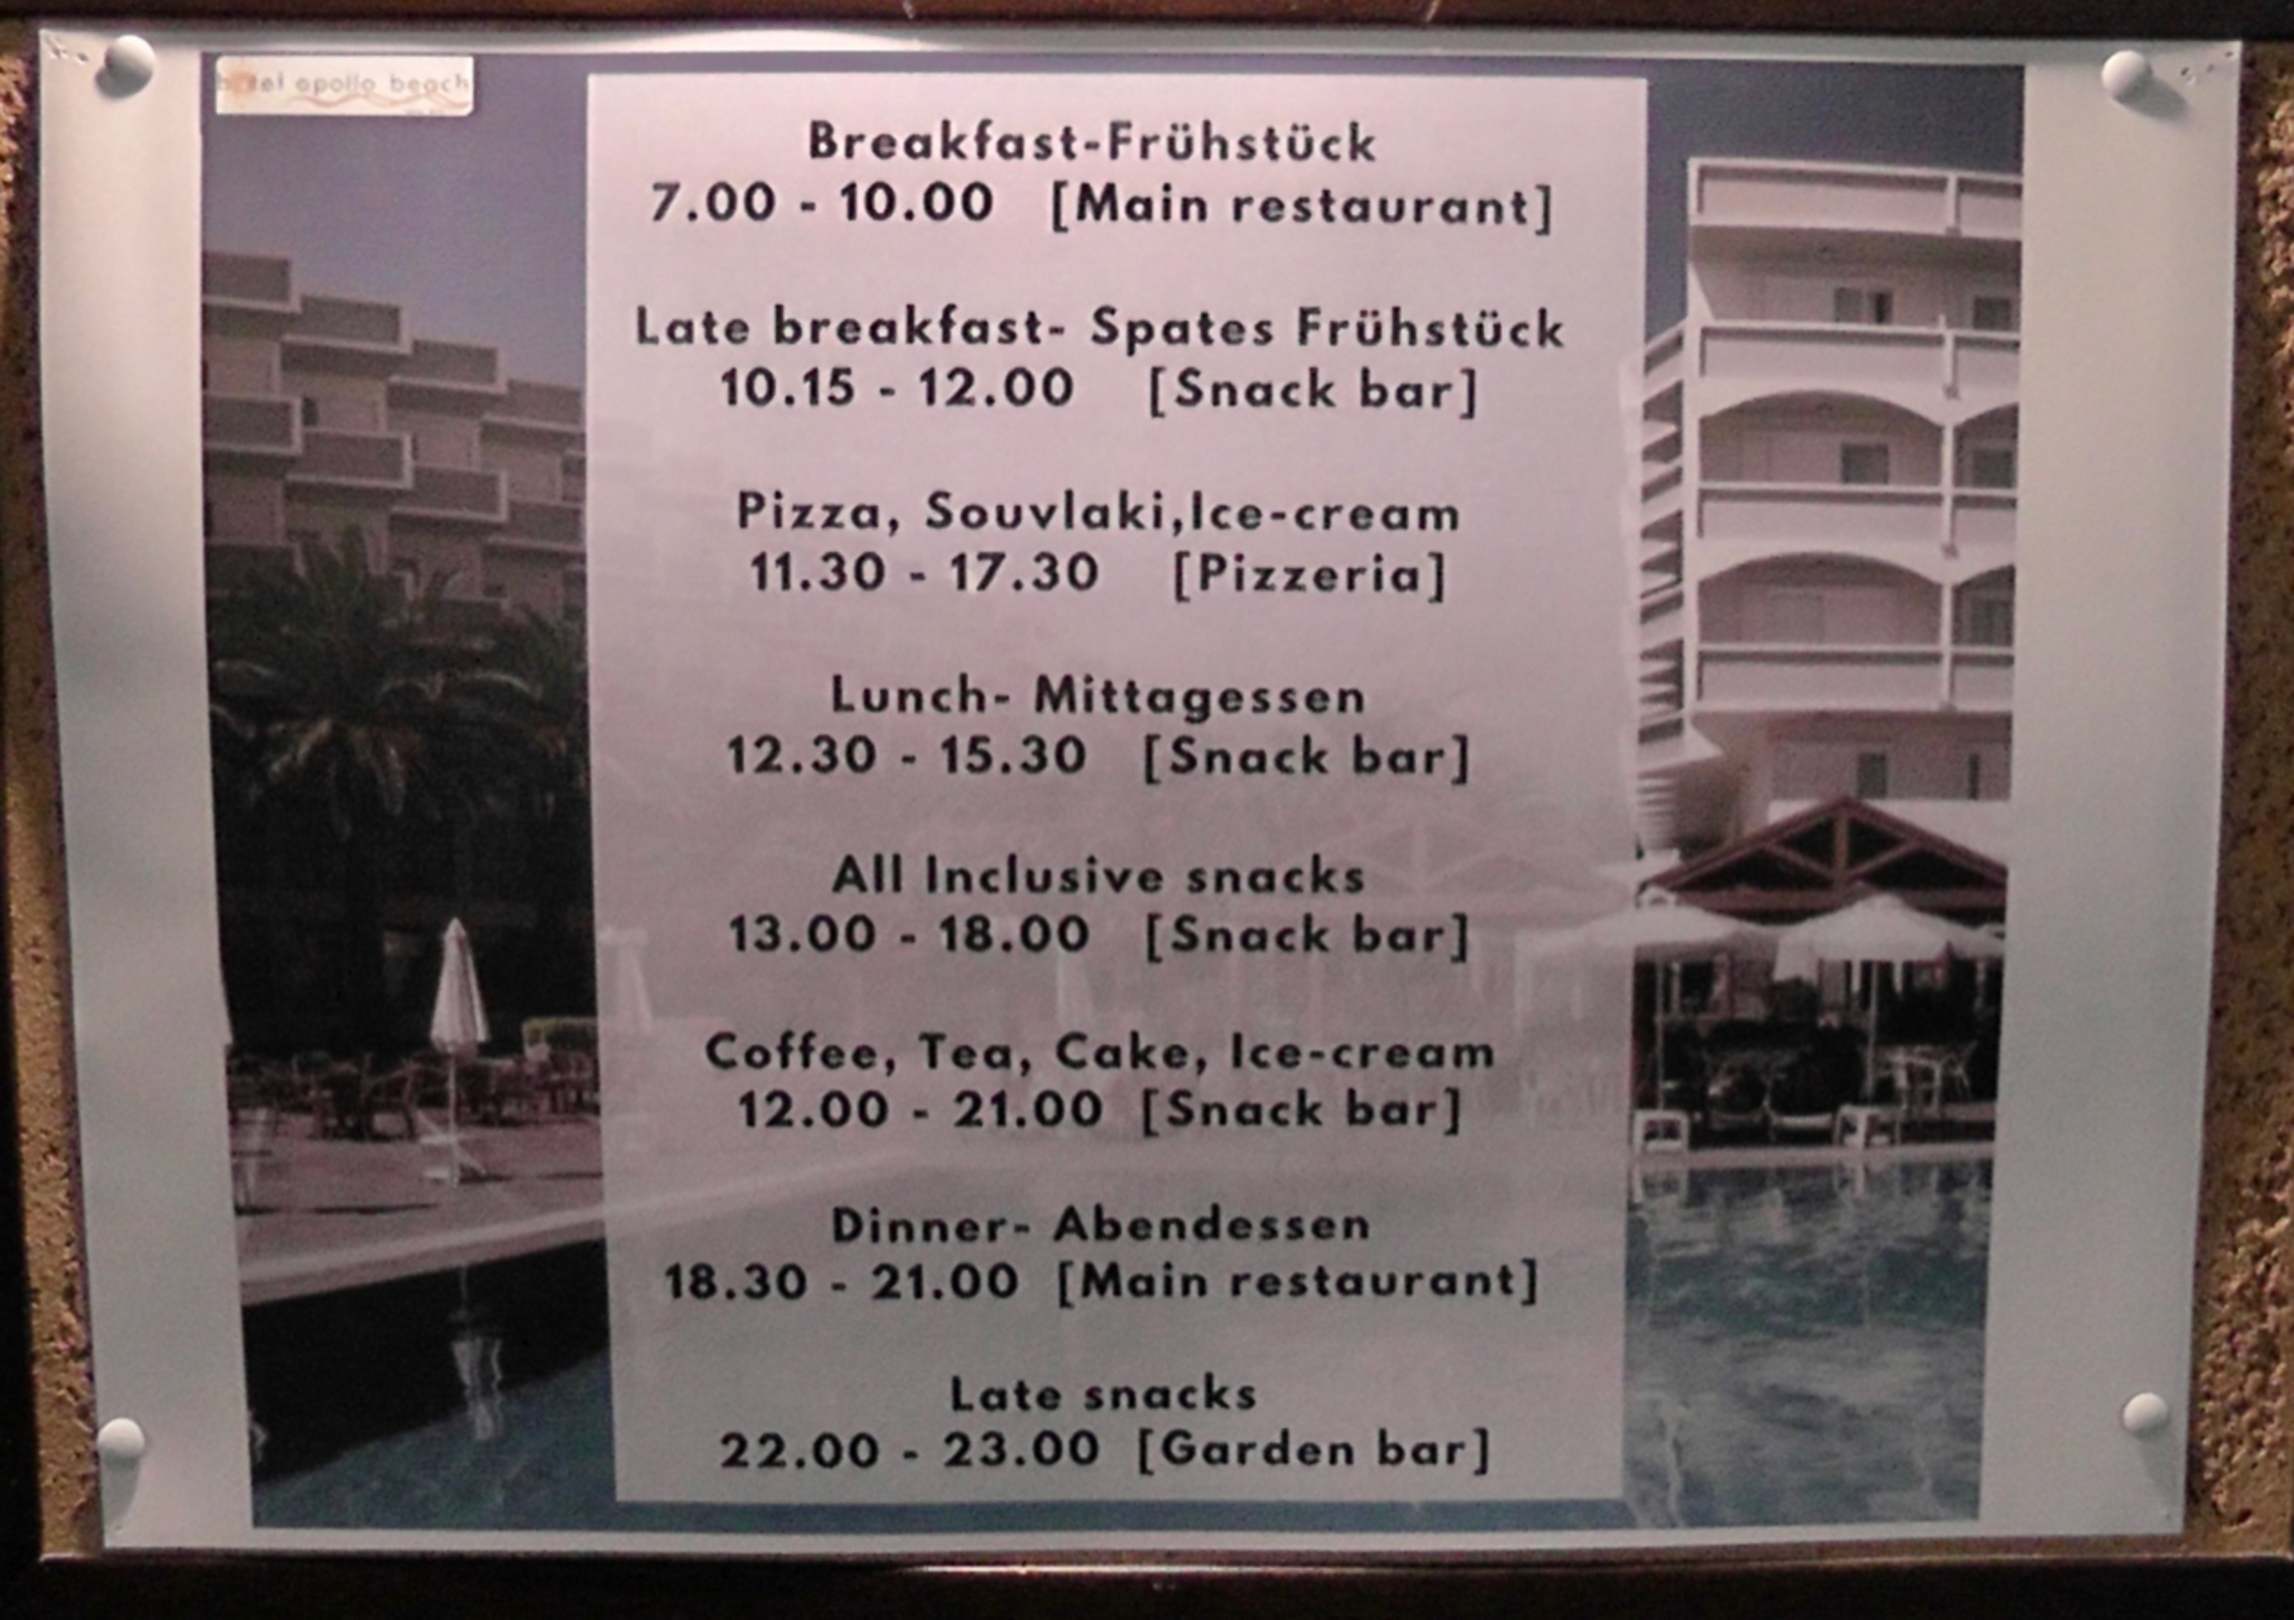 hotel apollo beach
Breakfast-Frühstück
7.00 - 10.00 [Main restaurant]
Late breakfast- Spates Frühstück
10.15 - 12.00 [Snack bar]
Pizza, Souvlaki,Ice-cream
11.30 - 17.30 [Pizzeria]
Lunch- Mittagessen
12.30 - 15.30 [Snack bar]
All Inclusive snacks
13.00 - 18.00 [Snack bar]
Coffee, Tea, Cake, Ice-cream
12.00 - 21.00 [Snack bar]
Dinner- Abendessen
18.30 - 21.00 [Main restaurant]
Late snacks
22.00 - 23.00 [Garden bar]